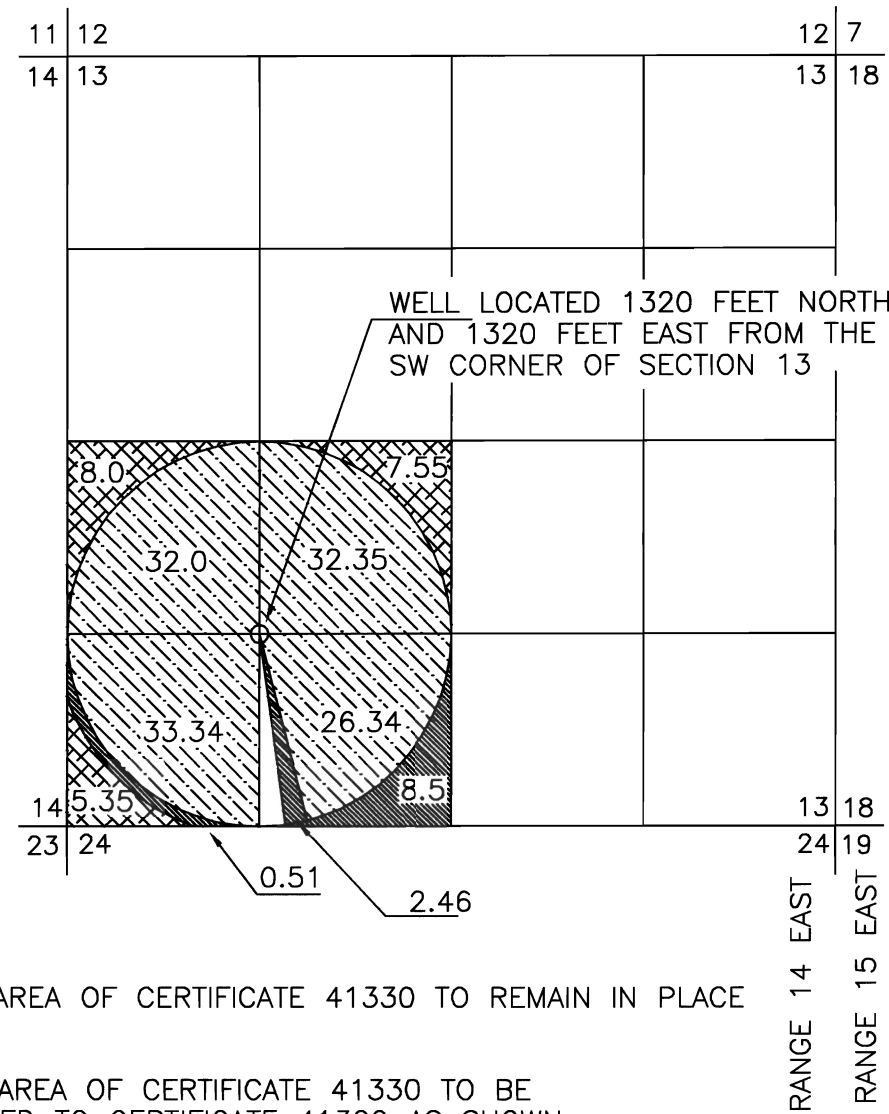 11 12
12 7
14 13
13 18
WELL LOCATED 1320 FEET NORTH
AND 1320 FEET EAST FROM THE
SW CORNER OF SECTION 13
8.0
7.55
32.0
32.35
33.34
26.34
5.35
8.5
14
13 18
23 24
24 19
0.51
2.46
RANGE 14 EAST
RANGE 15 EAST
AREA OF CERTIFICATE 41330 TO REMAIN IN PLACE
AREA OF CERTIFICATE 41330 TO BE